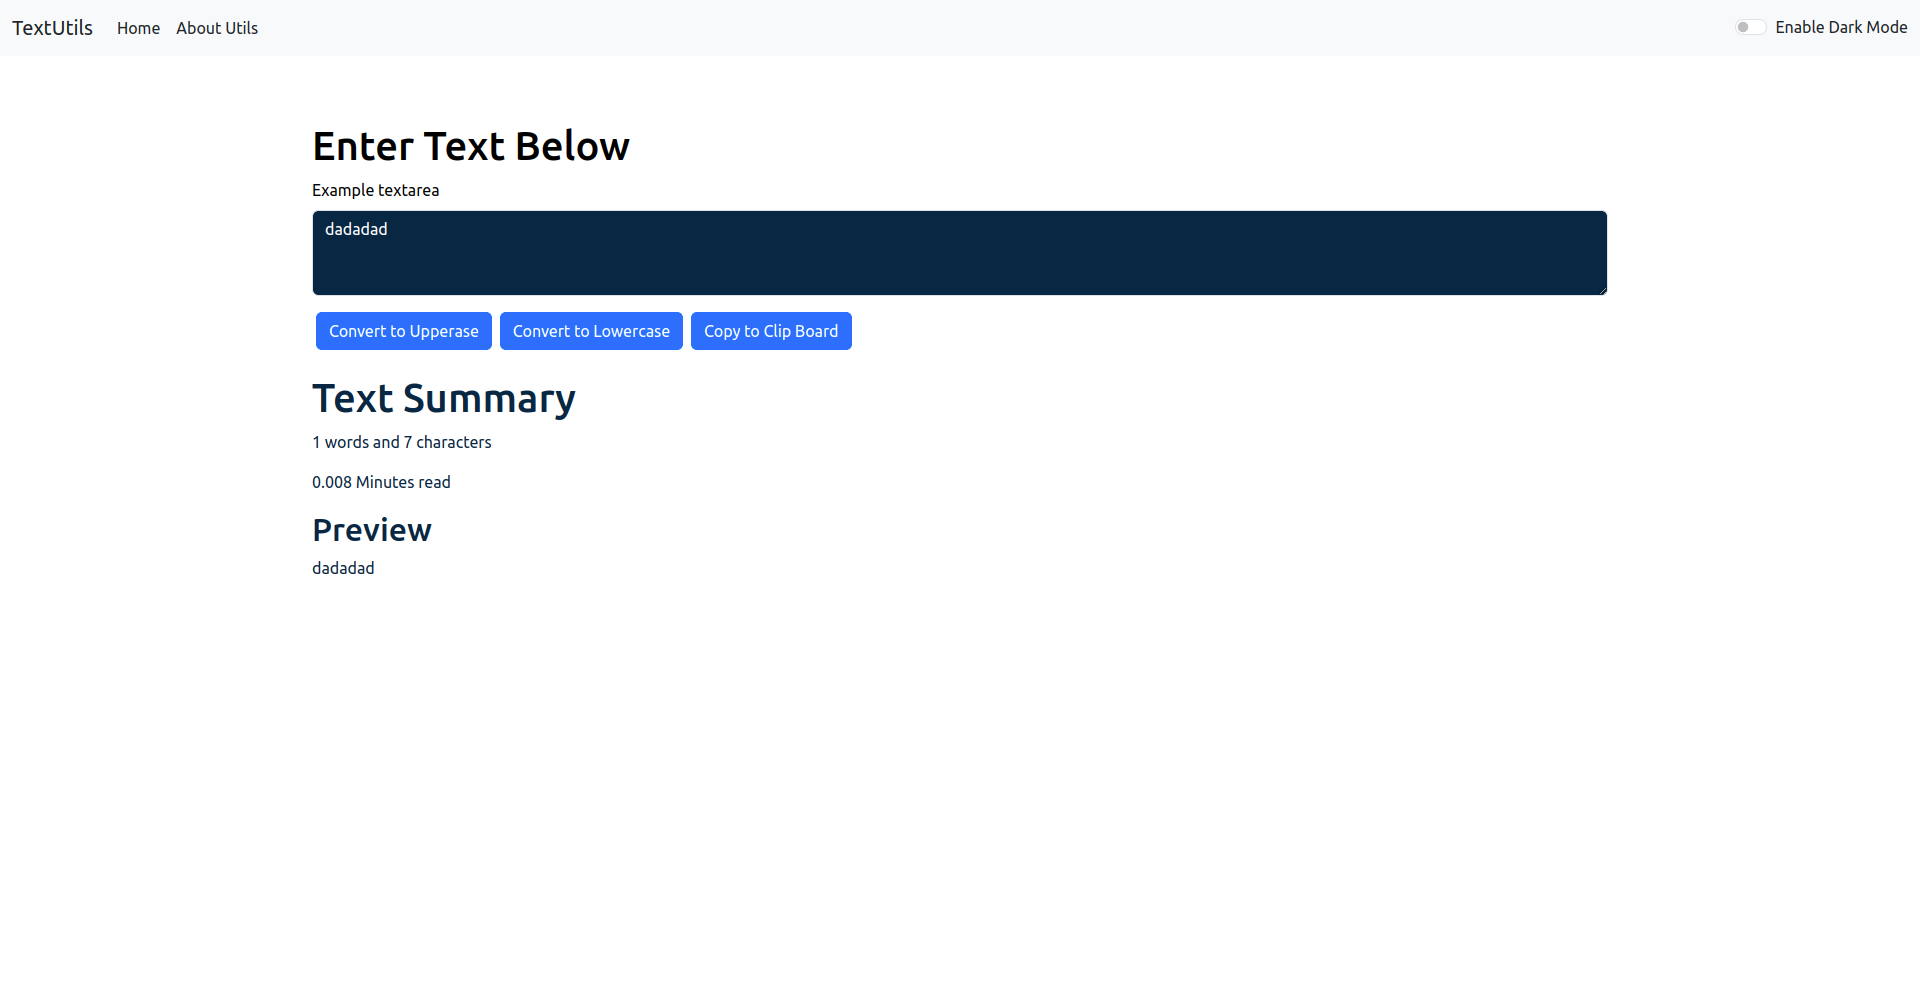 TextUtils Home About Utils Enable Dark Mode
Enter Text Below
Example textarea
dadadad
Convert to Upperase Convert to Lowercase Copy to Clip Board
Text Summary
1 words and 7 characters
0.008 Minutes read
Preview
dadadad